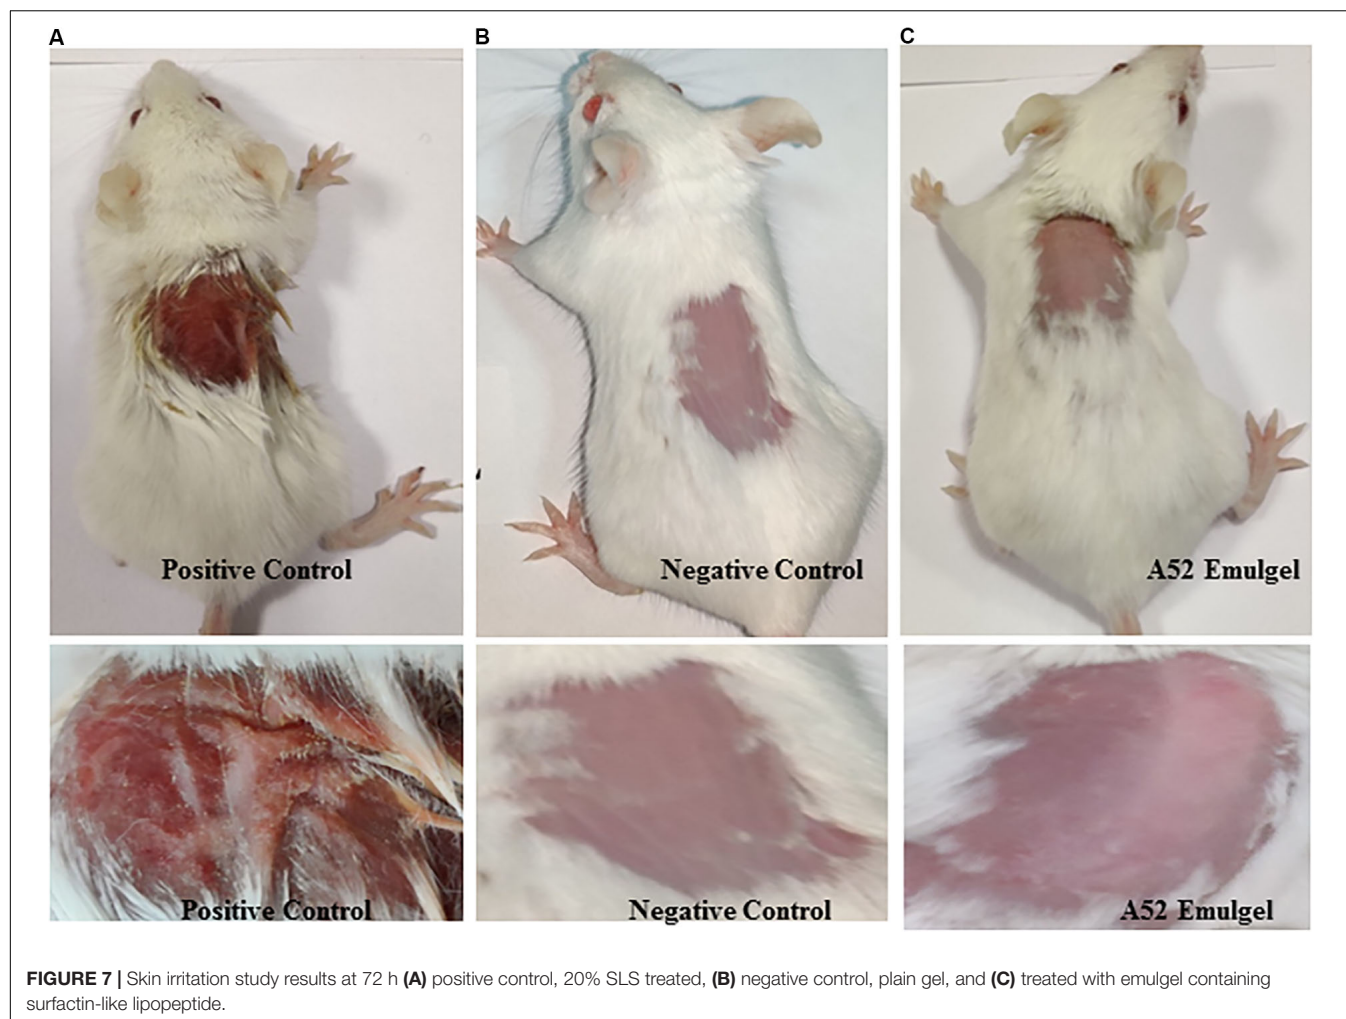 A
B
C
Positive Control
Negative Control
A52 Emulgel
Positive Control
Negative Control
A52 Emulgel
FIGURE 7 | Skin irritation study results at 72 h (A) positive control, 20% SLS treated, (B) negative control, plain gel, and (C) treated with emulgel containing
surfactin-like lipopeptide.